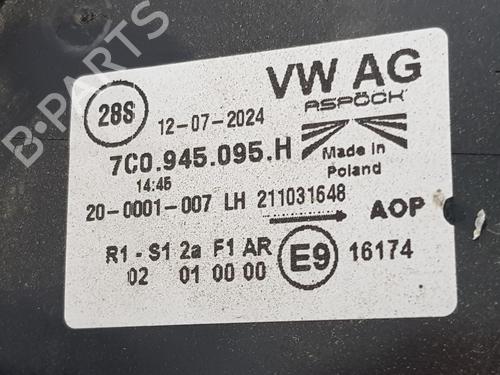 B-PARTS
28S
12-07-2024
VW AG
ASPÖCK
7C0.945.095.H
14:45
Made in
Poland
20-0001-007 LH 211031648
AOP
R1 - S1 2a F1 AR
02 01 00 00
E9
16174